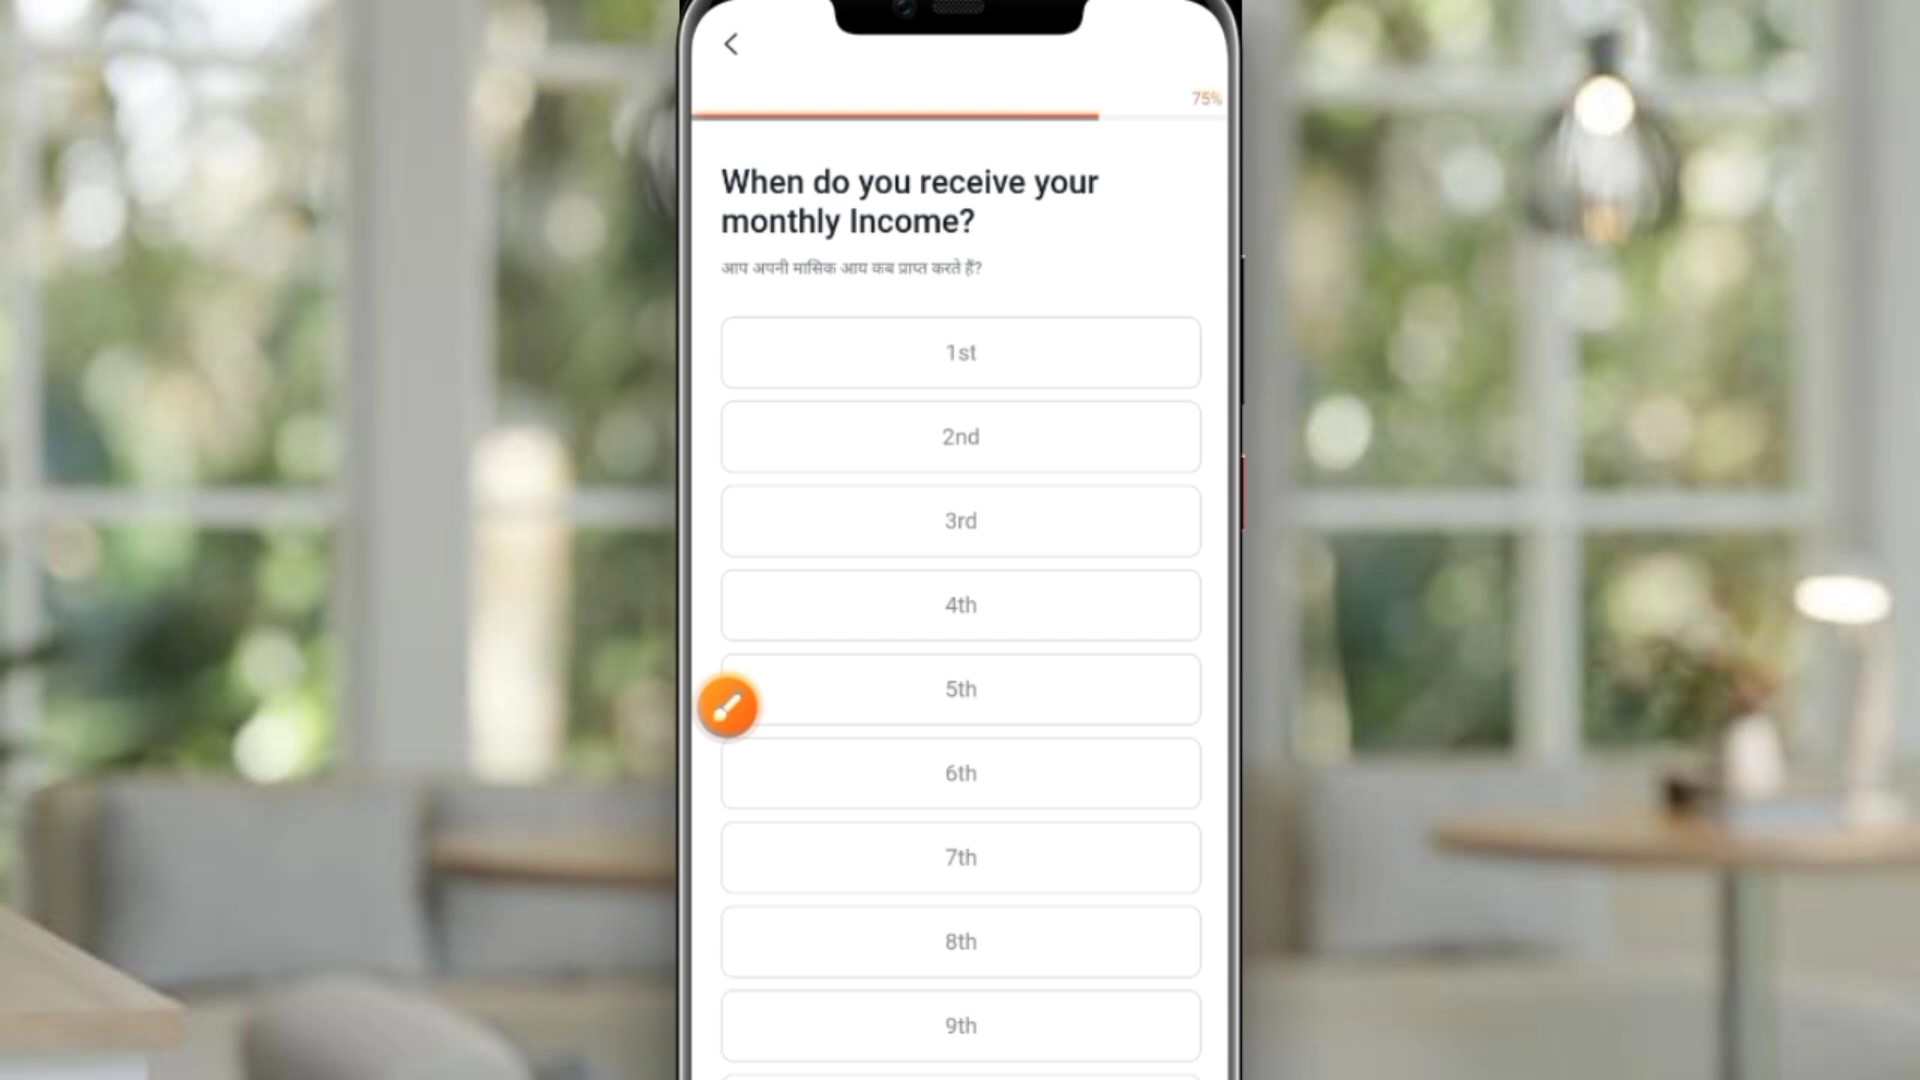 75%
When do you receive your
monthly Income?
आप अपनी मासिक आय कब प्राप्त करते हैं?
1st
2nd
3rd
4th
5th
6th
7th
8th
9th